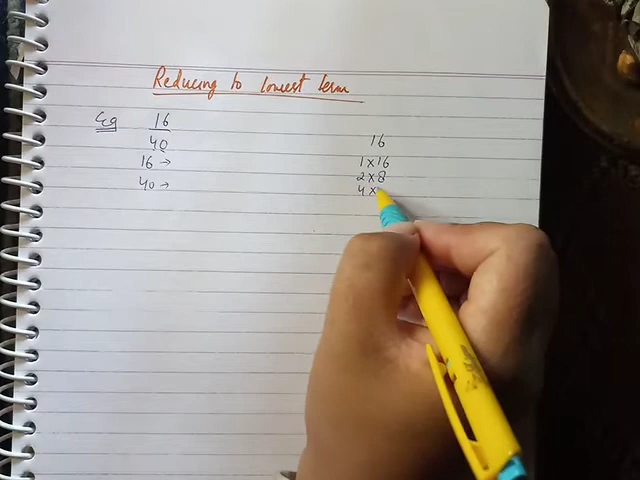 Reducing to lowest term
Eg 16
40
16 →
40 →
16
1 × 16
2 × 8
4 ×